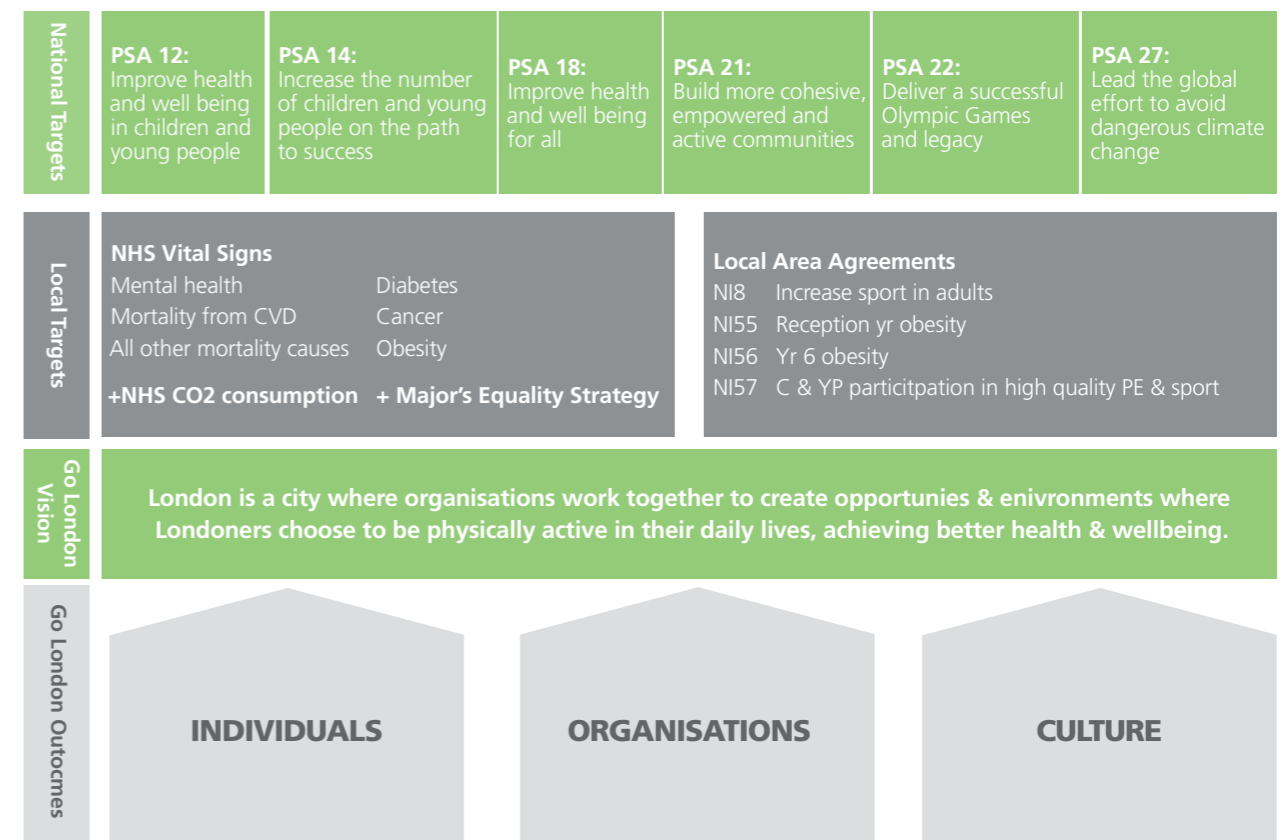 National Targets
PSA 12:
Improve health
and well being
in children and
young people
PSA 14:
Increase the number
of children and young
people on the path
to success
PSA 18:
Improve health
and well being
for all
PSA 21:
Build more cohesive,
empowered and
active communities
PSA 22:
Deliver a successful
Olympic Games
and legacy
PSA 27:
Lead the global
effort to avoid
dangerous climate
change
Local Targets
NHS Vital Signs
Mental health Diabetes
Mortality from CVD Cancer
All other mortality causes Obesity
+NHS CO2 consumption + Major's Equality Strategy
Local Area Agreements
NI8 Increase sport in adults
NI55 Reception yr obesity
NI56 Yr 6 obesity
NI57 C & YP particitpation in high quality PE & sport
Go London
Vision
London is a city where organisations work together to create opportunies & enivronments where
Londoners choose to be physically active in their daily lives, achieving better health & wellbeing.
Go London Outocmes
INDIVIDUALS
ORGANISATIONS
CULTURE